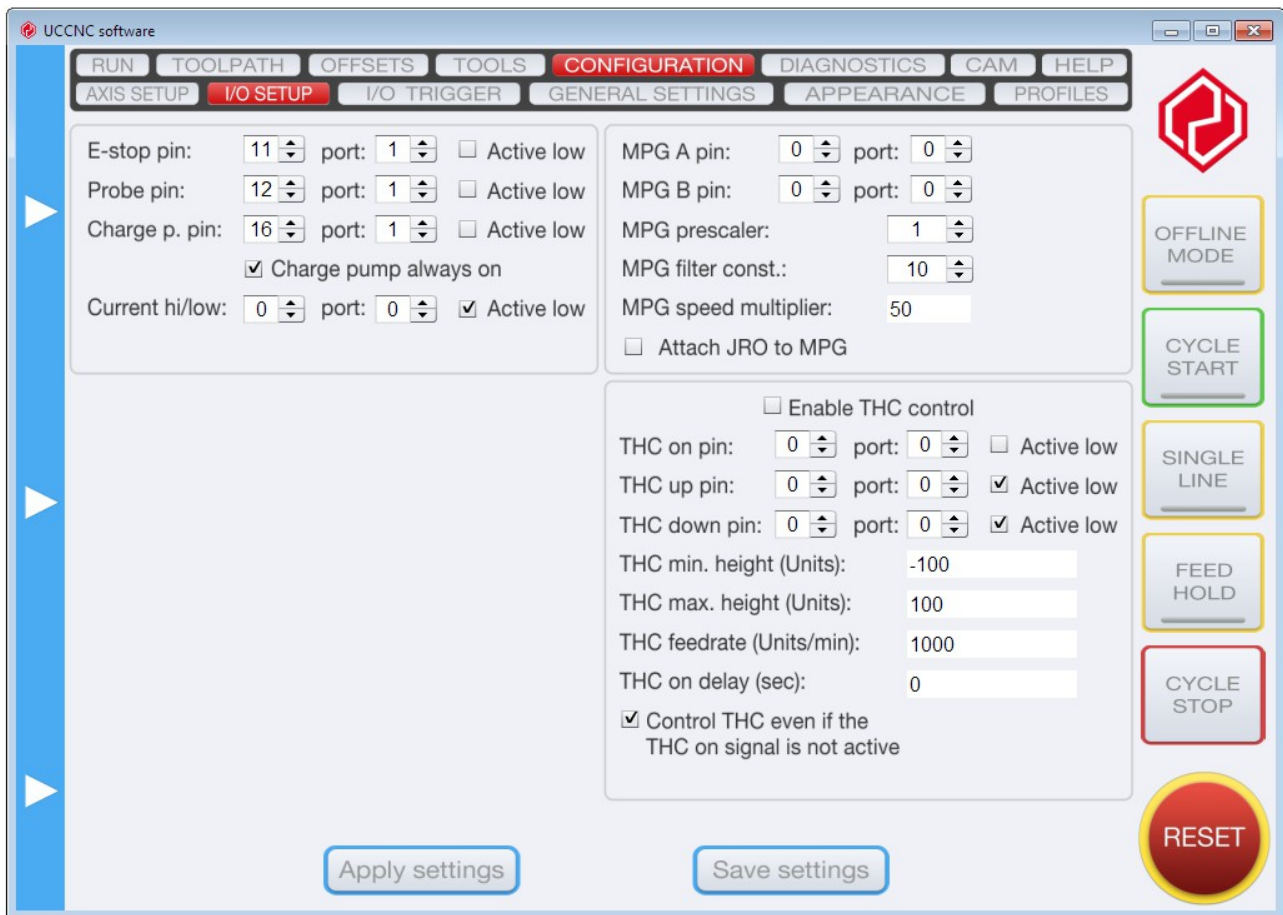 UCCNC software
RUN TOOLPATH OFFSETS TOOLS CONFIGURATION DIAGNOSTICS CAM HELP
AXIS SETUP I/O SETUP I/O TRIGGER GENERAL SETTINGS APPEARANCE PROFILES
E-stop pin: 11 port: 1 Active low
Probe pin: 12 port: 1 Active low
Charge p. pin: 16 port: 1 Active low
Charge pump always on
Current hi/low: 0 port: 0 Active low
MPG A pin: 0 port: 0
MPG B pin: 0 port: 0
MPG prescaler: 1
MPG filter const.: 10
MPG speed multiplier: 50
Attach JRO to MPG
Enable THC control
THC on pin: 0 port: 0 Active low
THC up pin: 0 port: 0 Active low
THC down pin: 0 port: 0 Active low
THC min. height (Units): -100
THC max. height (Units): 100
THC feedrate (Units/min): 1000
THC on delay (sec): 0
Control THC even if the
THC on signal is not active
Apply settings
Save settings
OFFLINE
MODE
CYCLE
START
SINGLE
LINE
FEED
HOLD
CYCLE
STOP
RESET